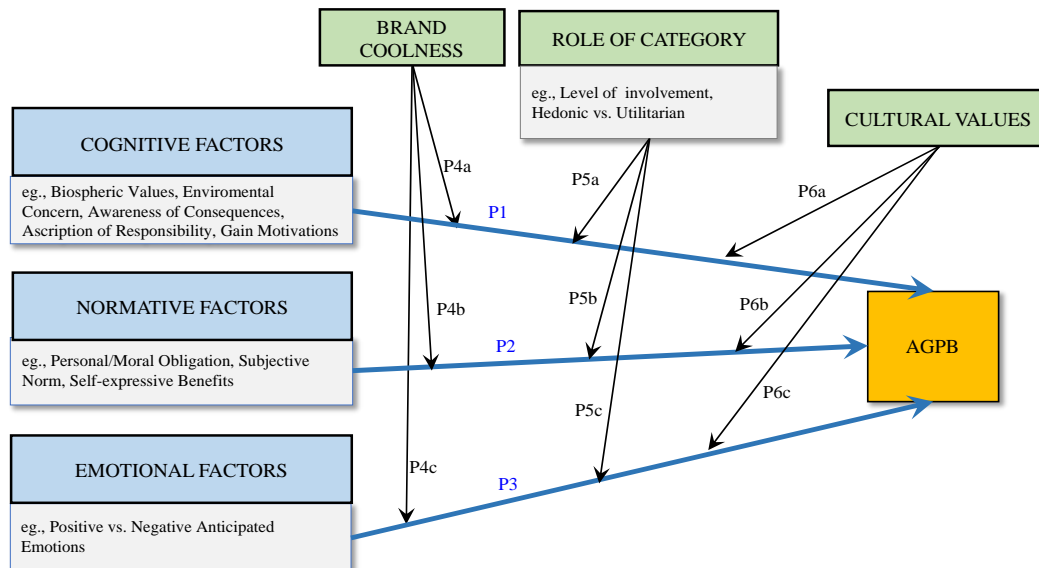 BRAND
COOLNESS
ROLE OF CATEGORY
eg., Level of involvement,
Hedonic vs. Utilitarian
CULTURAL VALUES
COGNITIVE FACTORS
eg., Biospheric Values, Enviromental
Concern, Awareness of Consequences,
Ascription of Responsibility, Gain Motivations
P4a
P5a
P6a
P1
NORMATIVE FACTORS
eg., Personal/Moral Obligation, Subjective
Norm, Self-expressive Benefits
P4b
P5b
P6b
P2
AGPB
P5c
P6c
EMOTIONAL FACTORS
eg., Positive vs. Negative Anticipated
Emotions
P4c
P3